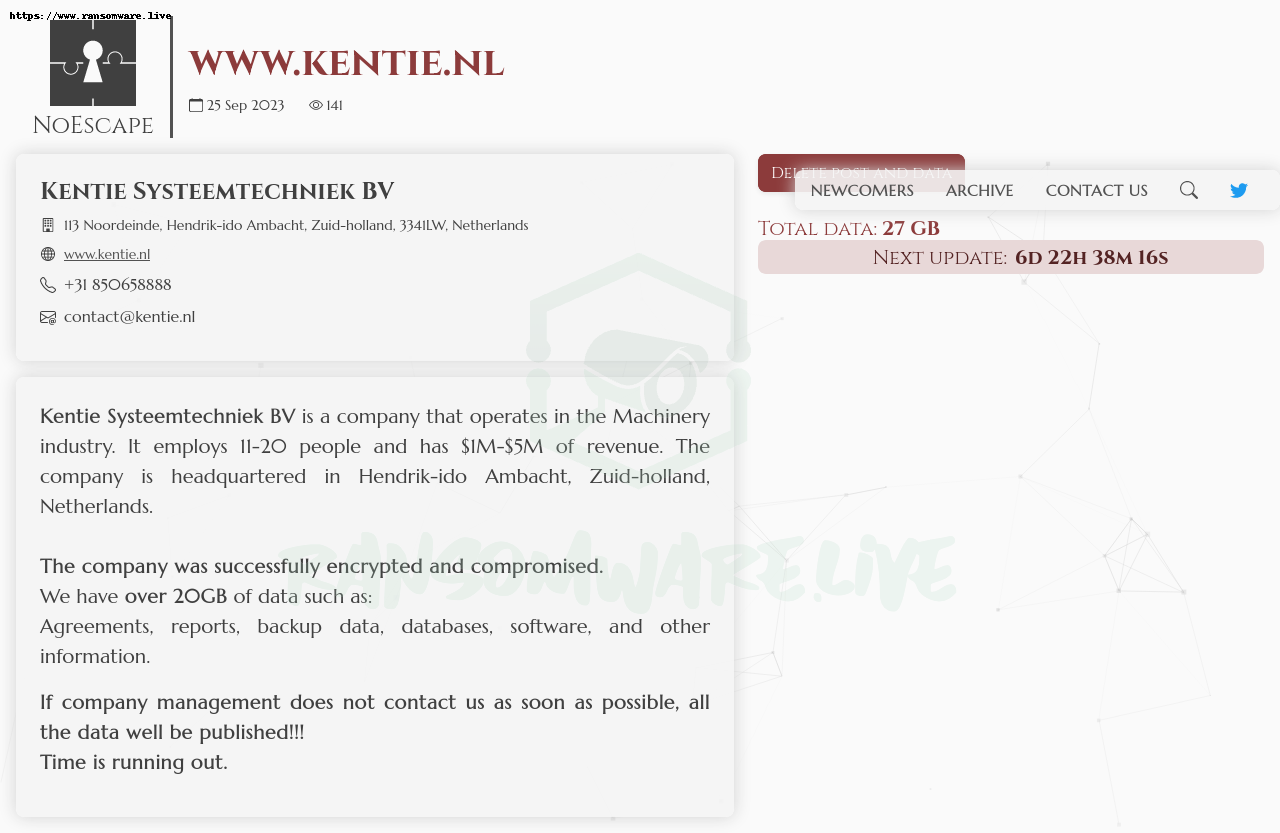 https://www.ransomware.live
NoEscape
www.kentie.nl
25 Sep 2023 141
Kentie Systeemtechniek BV
113 Noordeinde, Hendrik-ido Ambacht, Zuid-holland, 3341LW, Netherlands
www.kentie.nl
+31 850658888
contact@kentie.nl
Kentie Systeemtechniek BV is a company that operates in the Machinery
industry. It employs 11-20 people and has $1M-$5M of revenue. The
company is headquartered in Hendrik-ido Ambacht, Zuid-holland,
Netherlands.
The company was successfully encrypted and compromised.
We have over 20GB of data such as:
Agreements, reports, backup data, databases, software, and other
information.
If company management does not contact us as soon as possible, all
the data well be published!!!
Time is running out.
Delete post and data
NEWCOMERS ARCHIVE CONTACT US
Total data: 27 GB
Next update: 6d 22h 38m 16s
RANSOMWARE.LIVE